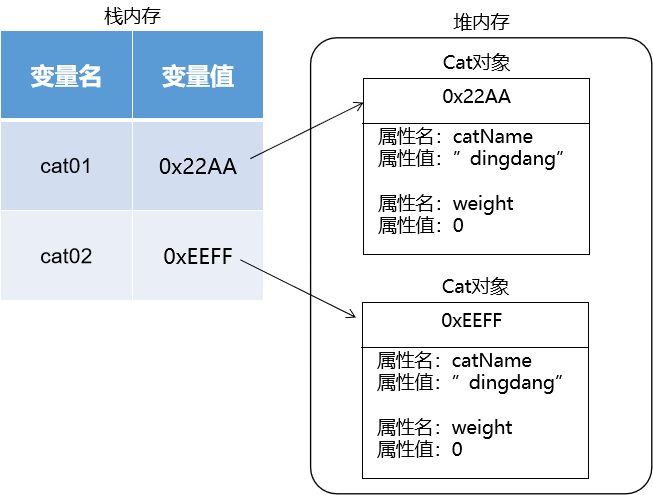 栈内存
变量名 变量值
cat01 0x22AA
cat02 0xEEFF
堆内存
Cat对象
0x22AA
属性名：catName
属性值：”dingdang”
属性名：weight
属性值：0
Cat对象
0xEEFF
属性名：catName
属性值：”dingdang”
属性名：weight
属性值：0